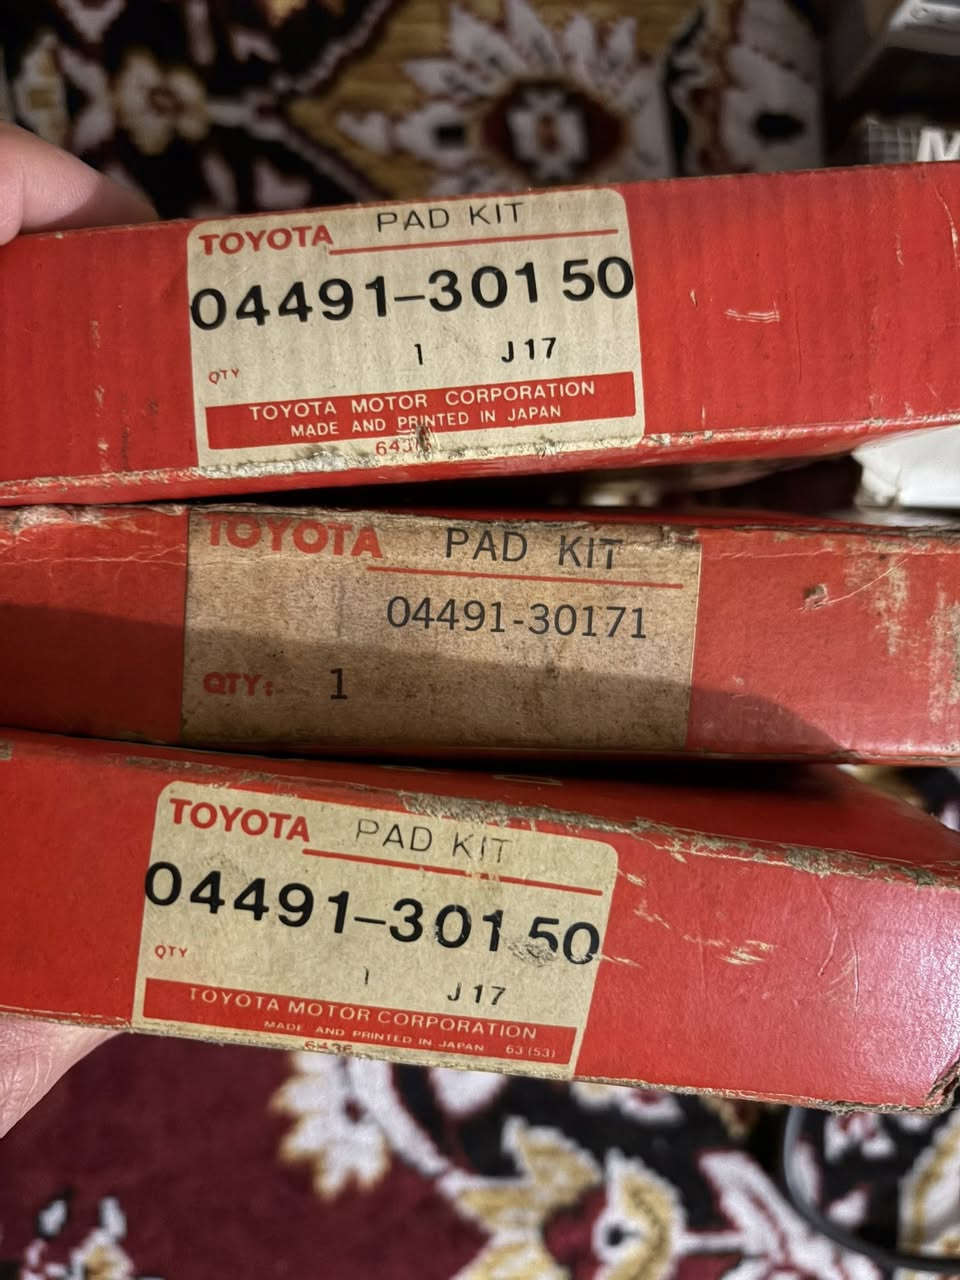 M
TOYOTA PAD KIT
04491-30150
QTY 1 J17
TOYOTA MOTOR CORPORATION
MADE AND PRINTED IN JAPAN
TOYOTA PAD KIT
04491-30171
QTY: 1
TOYOTA PAD KIT
04491-30150
QTY 1 J17
TOYOTA MOTOR CORPORATION
MADE AND PRINTED IN JAPAN 63 (53)
6436